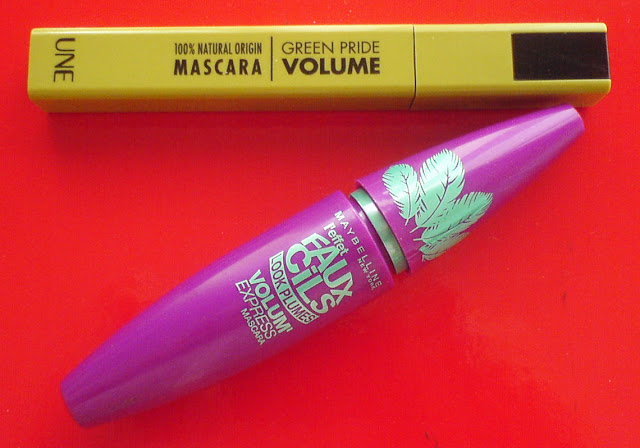 UNE
100% NATURAL ORIGIN
MASCARA
GREEN PRIDE
VOLUME
MAYBELLINE
NEW YORK
l'effet
FAUX
CiLS
LOOK PLUMES
VOLUM'
EXPRESS
MASCARA